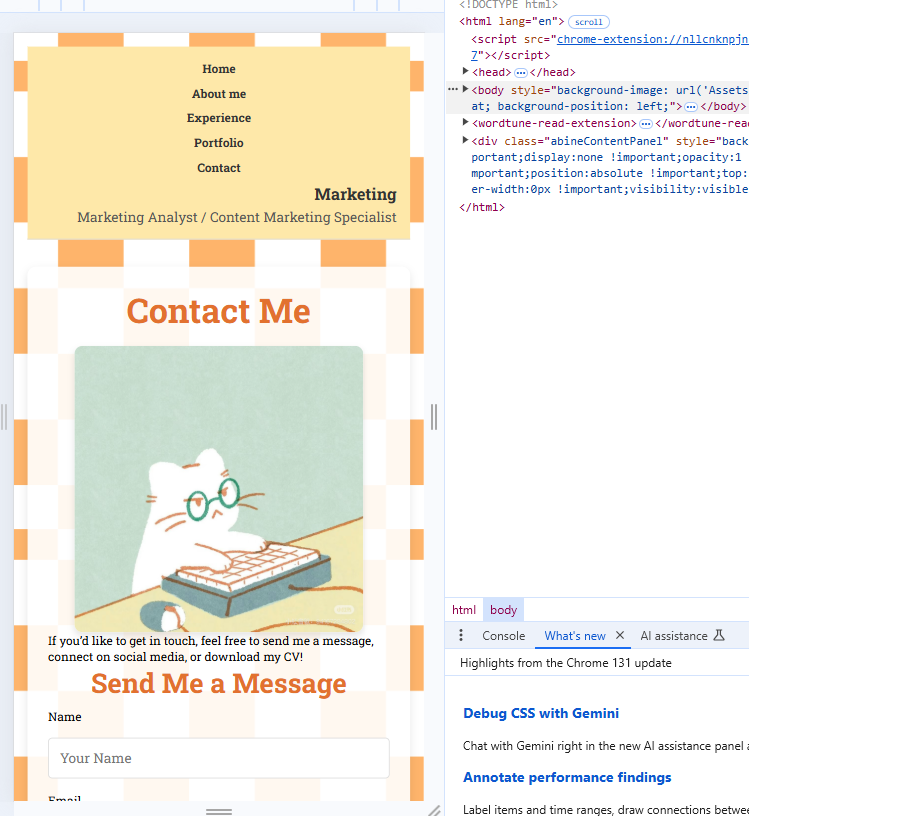 Home
About me
Experience
Portfolio
Contact
Marketing
Marketing Analyst / Content Marketing Specialist
Contact Me
If you'd like to get in touch, feel free to send me a message,
connect on social media, or download my CV!
Send Me a Message
Name
Your Name
Email
<!DOCTYPE html>
<html lang="en"> scroll
<script src="chrome-extension://nllcnknpjn
7"></script>
<head> ... </head>
... <body style="background-image: url('Assets
at; background-position: left;"> ... </body>
<wordtune-read-extension> ... </wordtune-read
<div class="abineContentPanel" style="back
portant;display:none !important;opacity:1
mportant;position:absolute !important;top:
er-width:0px !important;visibility:visible
</html>
html body
Console What's new × AI assistance
Highlights from the Chrome 131 update
Debug CSS with Gemini
Chat with Gemini right in the new AI assistance panel
Annotate performance findings
Label items and time ranges, draw connections betwee